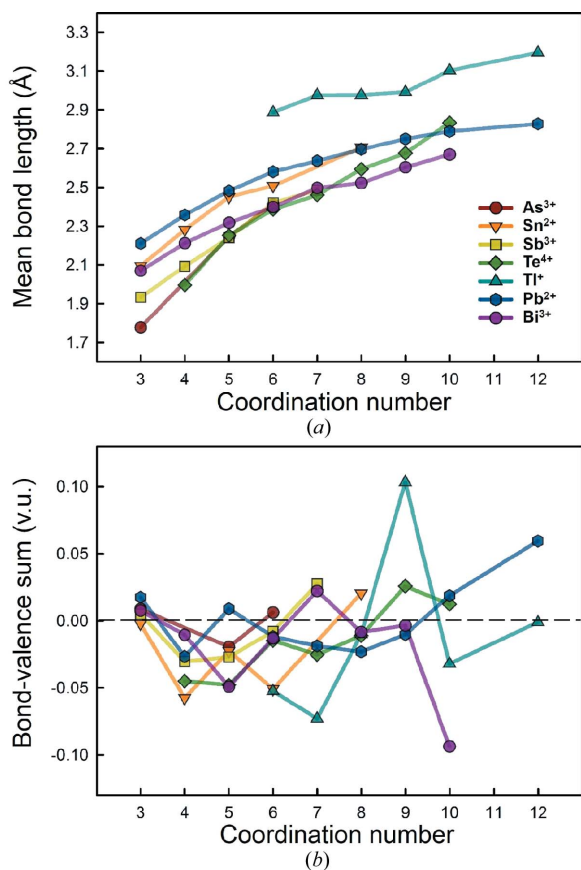 3.3
3.1
2.9
2.7
2.5
2.3
2.1
1.9
1.7
Mean bond length (Å)
As³⁺
Sn²⁺
Sb³⁺
Te⁴⁺
Tl⁺
Pb²⁺
Bi³⁺
3 4 5 6 7 8 9 10 11 12
Coordination number
(a)
0.10
0.05
0.00
-0.05
-0.10
Bond-valence sum (v.u.)
3 4 5 6 7 8 9 10 11 12
Coordination number
(b)